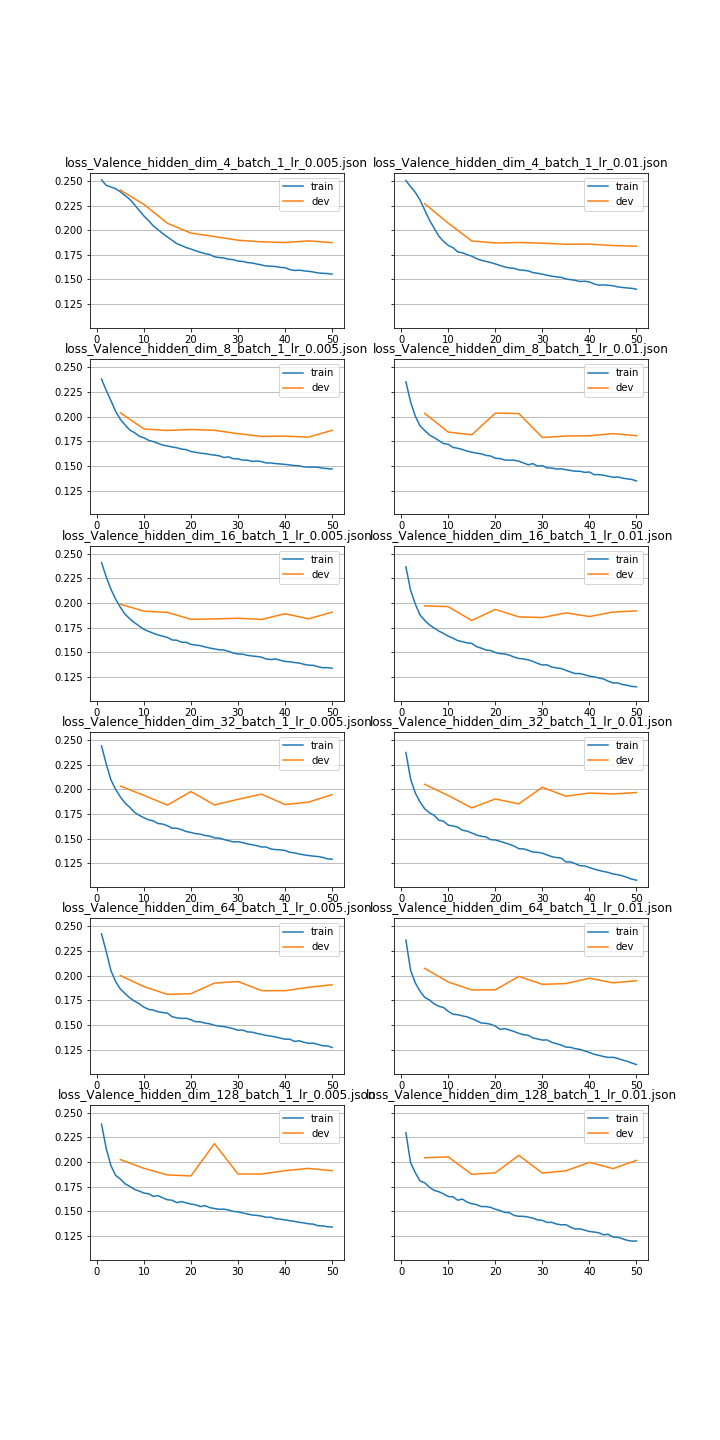 loss_Valence_hidden_dim_4_batch_1_lr_0.005.json
0.250
0.225
0.200
0.175
0.150
0.125
train
dev
0 10 20 30 40 50
loss_Valence_hidden_dim_4_batch_1_lr_0.01.json
train
dev
0 10 20 30 40 50
loss_Valence_hidden_dim_8_batch_1_lr_0.005.json
0.250
0.225
0.200
0.175
0.150
0.125
train
dev
0 10 20 30 40 50
loss_Valence_hidden_dim_8_batch_1_lr_0.01.json
train
dev
0 10 20 30 40 50
loss_Valence_hidden_dim_16_batch_1_lr_0.005.json
0.250
0.225
0.200
0.175
0.150
0.125
train
dev
0 10 20 30 40 50
loss_Valence_hidden_dim_16_batch_1_lr_0.01.json
train
dev
0 10 20 30 40 50
loss_Valence_hidden_dim_32_batch_1_lr_0.005.json
0.250
0.225
0.200
0.175
0.150
0.125
train
dev
0 10 20 30 40 50
loss_Valence_hidden_dim_32_batch_1_lr_0.01.json
train
dev
0 10 20 30 40 50
loss_Valence_hidden_dim_64_batch_1_lr_0.005.json
0.250
0.225
0.200
0.175
0.150
0.125
train
dev
0 10 20 30 40 50
loss_Valence_hidden_dim_64_batch_1_lr_0.01.json
train
dev
0 10 20 30 40 50
loss_Valence_hidden_dim_128_batch_1_lr_0.005.json
0.250
0.225
0.200
0.175
0.150
0.125
train
dev
0 10 20 30 40 50
loss_Valence_hidden_dim_128_batch_1_lr_0.01.json
train
dev
0 10 20 30 40 50